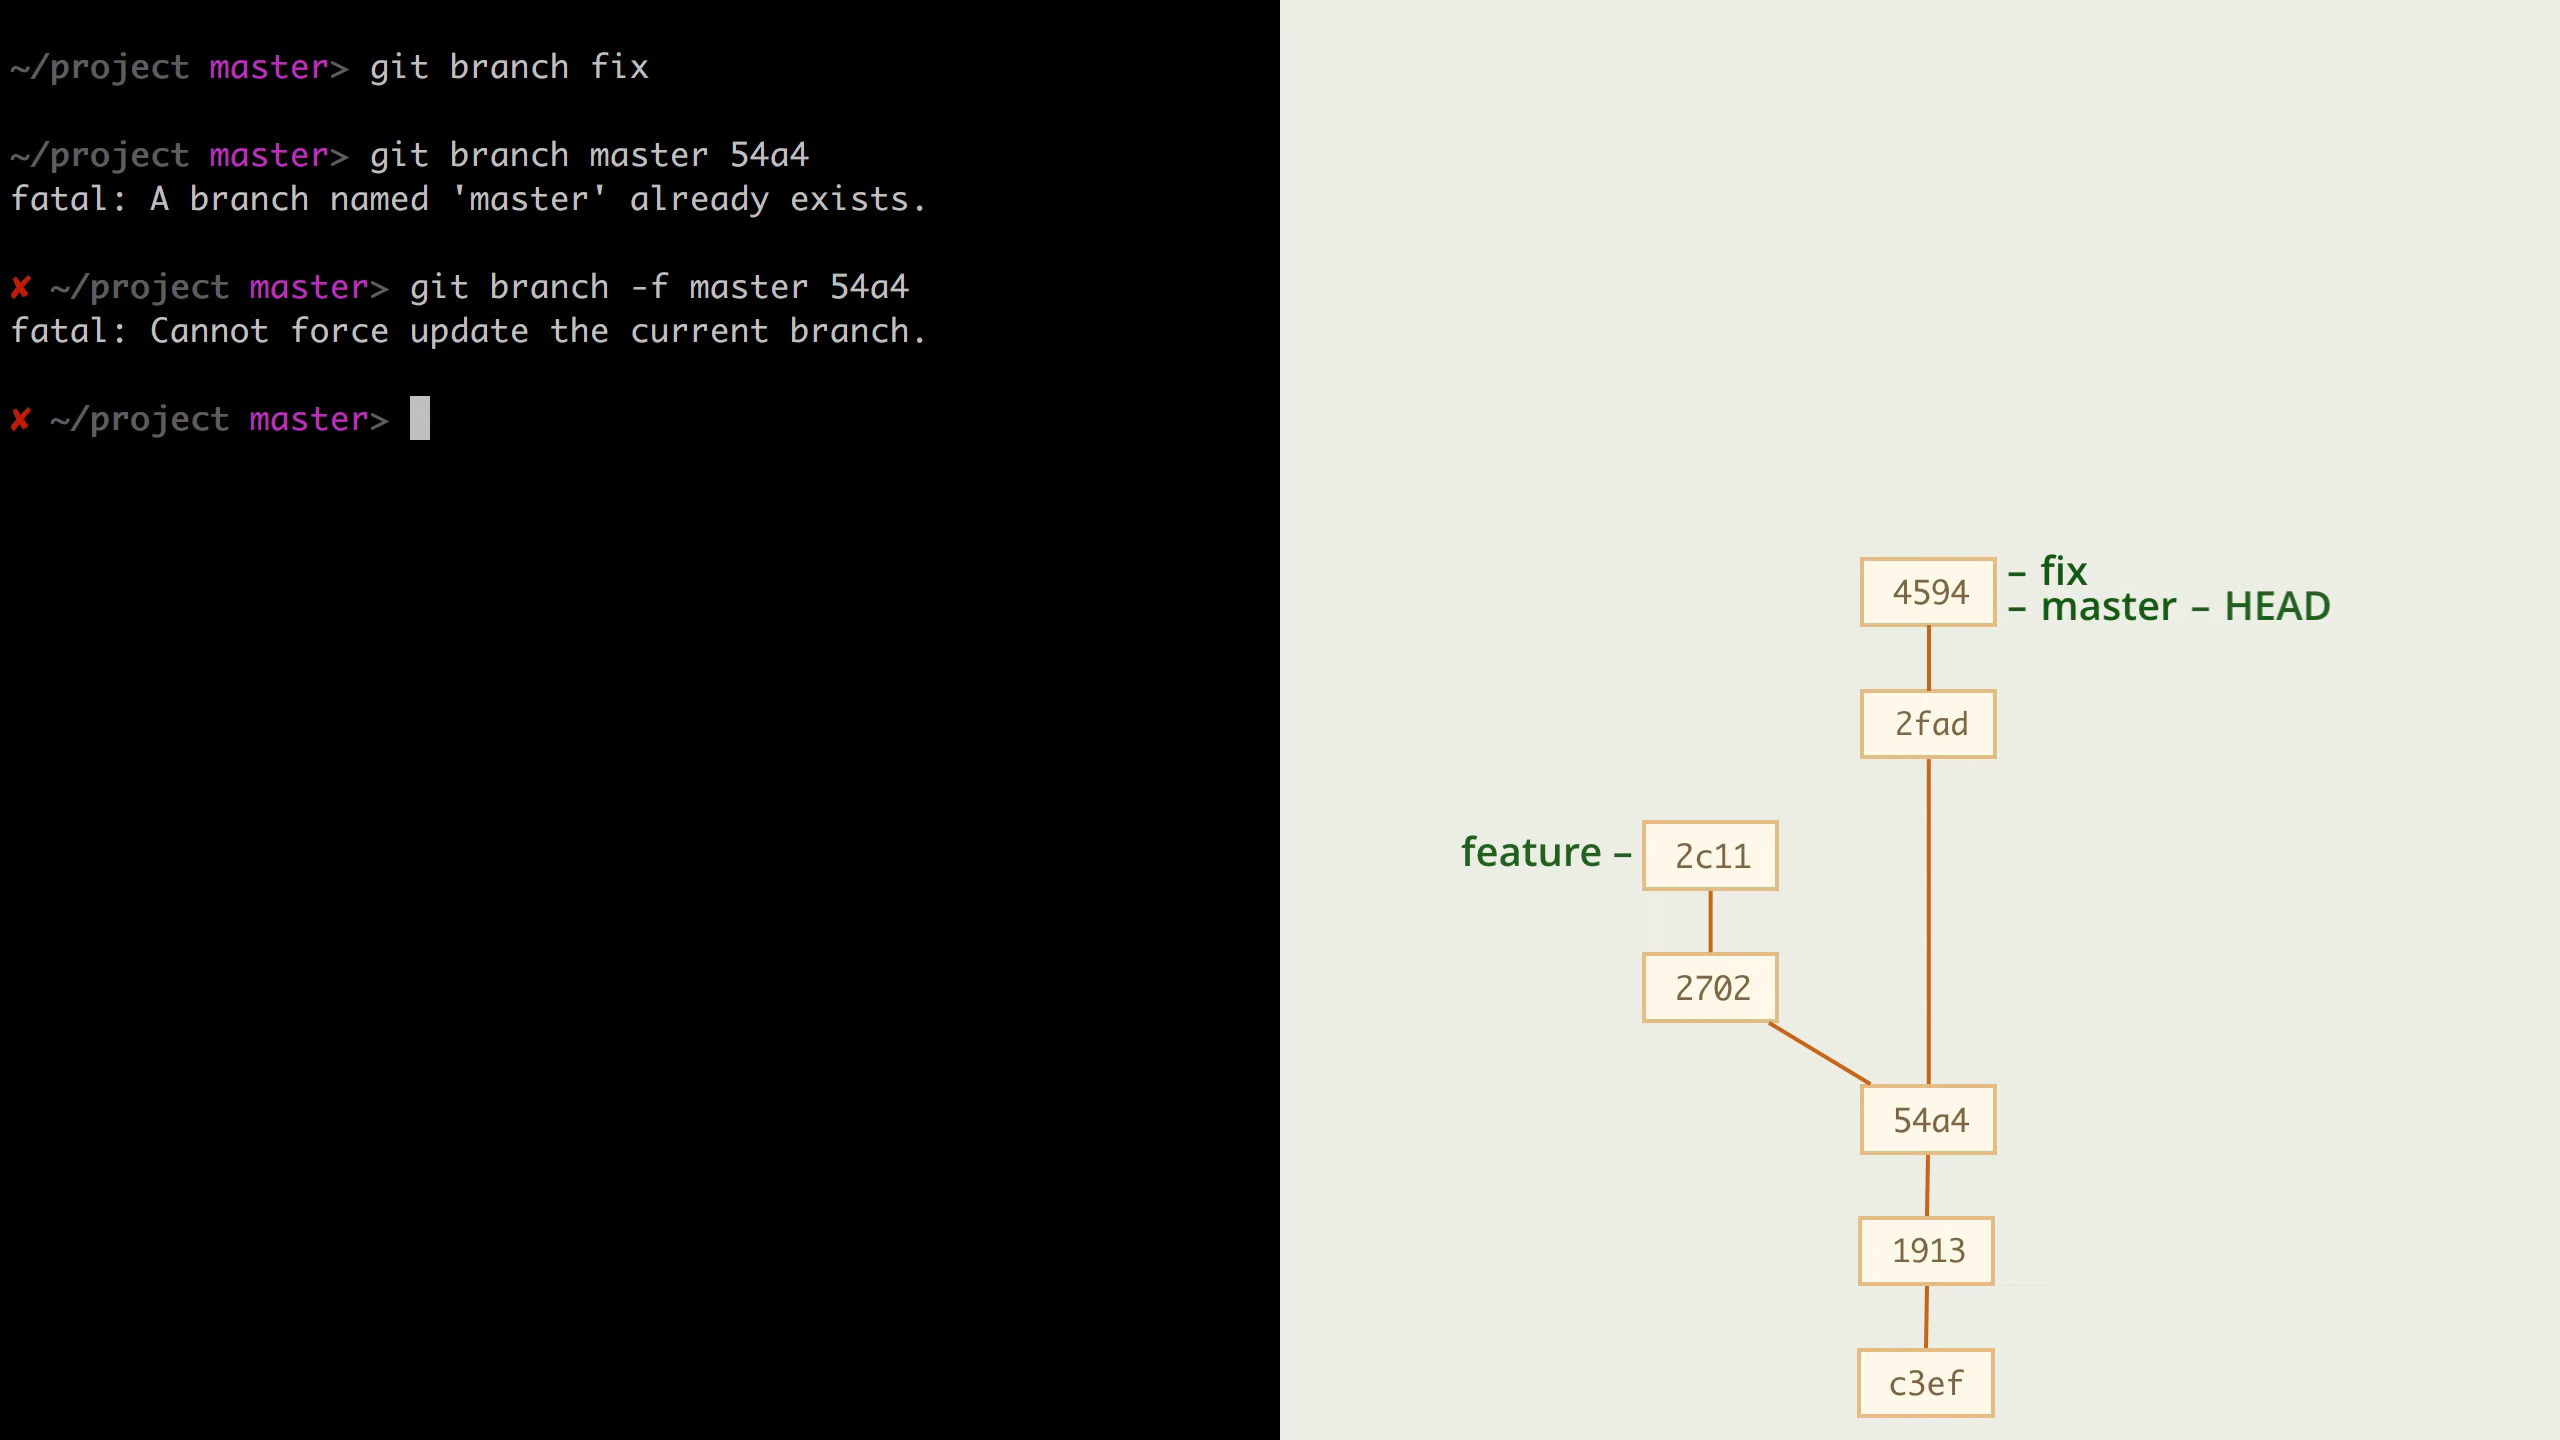 ~/project master> git branch fix
~/project master> git branch master 54a4
fatal: A branch named 'master' already exists.
✘ ~/project master> git branch -f master 54a4
fatal: Cannot force update the current branch.
✘ ~/project master>
4594
– fix
– master – HEAD
2fad
feature –
2c11
2702
54a4
1913
c3ef